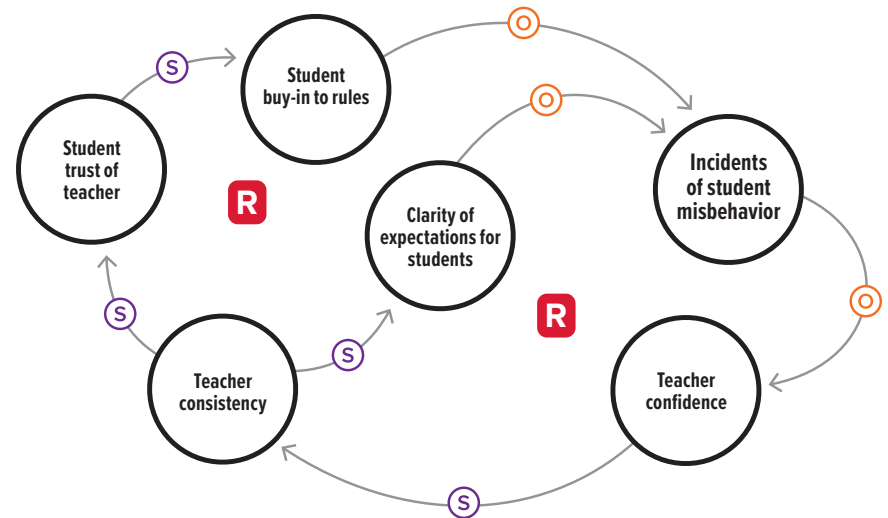 O
S
Student
buy-in to rules
O
Student
trust of
teacher
Incidents
of student
misbehavior
R
Clarity of
expectations for
students
O
S
R
S
Teacher
consistency
Teacher
confidence
S